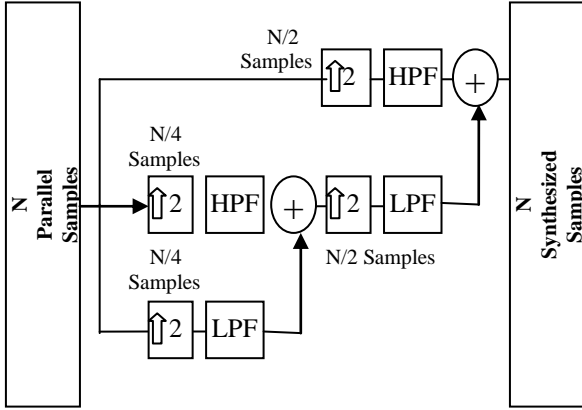 N
Parallel
Samples
N/2
Samples
2
HPF
+
N/4
Samples
2
HPF
+
2
LPF
N/2 Samples
N/4
Samples
2
LPF
N
Synthesized
Samples